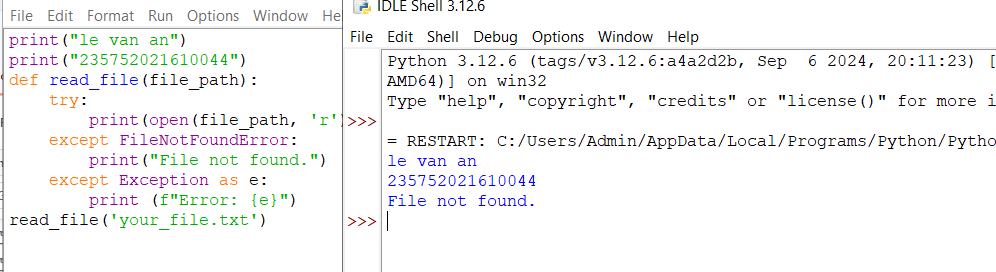 File Edit Format Run Options Window
print("le van an")
print("235752021610044")
def read_file(file_path):
    try:
        print(open(file_path, 'r')
    except FileNotFoundError:
        print("File not found.")
    except Exception as e:
        print (f"Error: {e}")
read_file('your_file.txt')
IDLE Shell 3.12.6
File Edit Shell Debug Options Window Help
Python 3.12.6 (tags/v3.12.6:a4a2d2b, Sep  6 2024, 20:11:23) [
AMD64)] on win32
Type "help", "copyright", "credits" or "license()" for more i
>>>
= RESTART: C:/Users/Admin/AppData/Local/Programs/Python/Pytho
le van an
235752021610044
File not found.
>>>